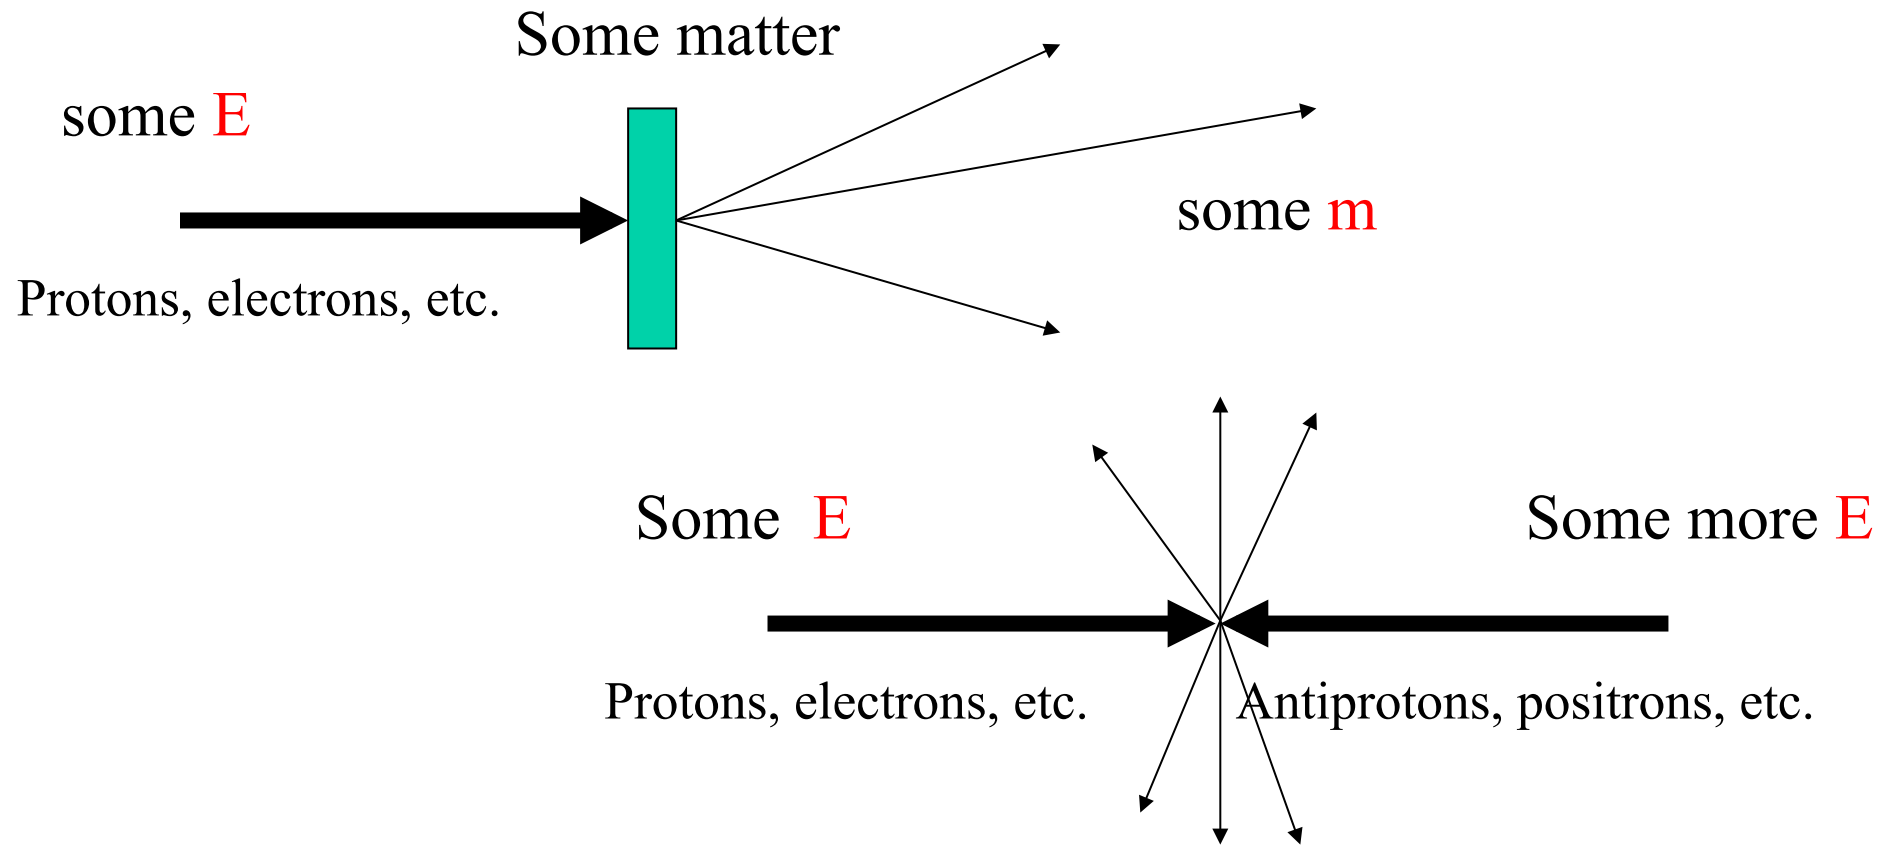 Some matter
some E
some m
Protons, electrons, etc.
Some E
Some more E
Protons, electrons, etc.
Antiprotons, positrons, etc.